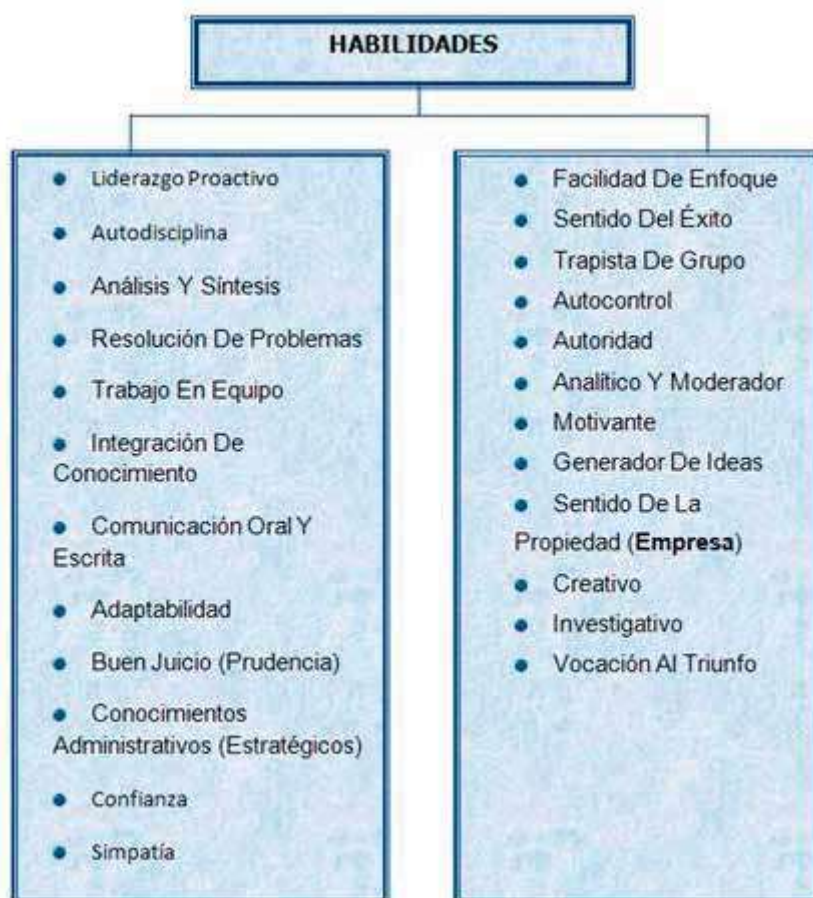 HABILIDADES
Liderazgo Proactivo
Autodisciplina
Análisis Y Síntesis
Resolución De Problemas
Trabajo En Equipo
Integración De
Conocimiento
Comunicación Oral Y
Escrita
Adaptabilidad
Buen Juicio (Prudencia)
Conocimientos
Administrativos (Estratégicos)
Confianza
Simpatía
Facilidad De Enfoque
Sentido Del Éxito
Trapista De Grupo
Autocontrol
Autoridad
Analítico Y Moderador
Motivante
Generador De Ideas
Sentido De La
Propiedad (Empresa)
Creativo
Investigativo
Vocación Al Triunfo